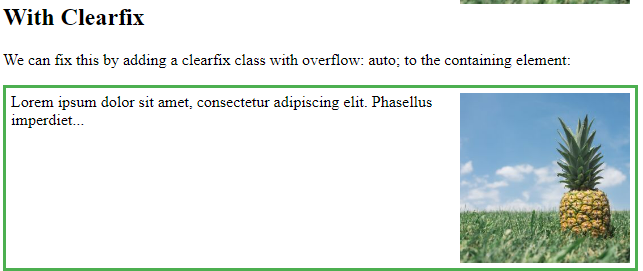 With Clearfix
We can fix this by adding a clearfix class with overflow: auto; to the containing element:
Lorem ipsum dolor sit amet, consectetur adipiscing elit. Phasellus
imperdiet...